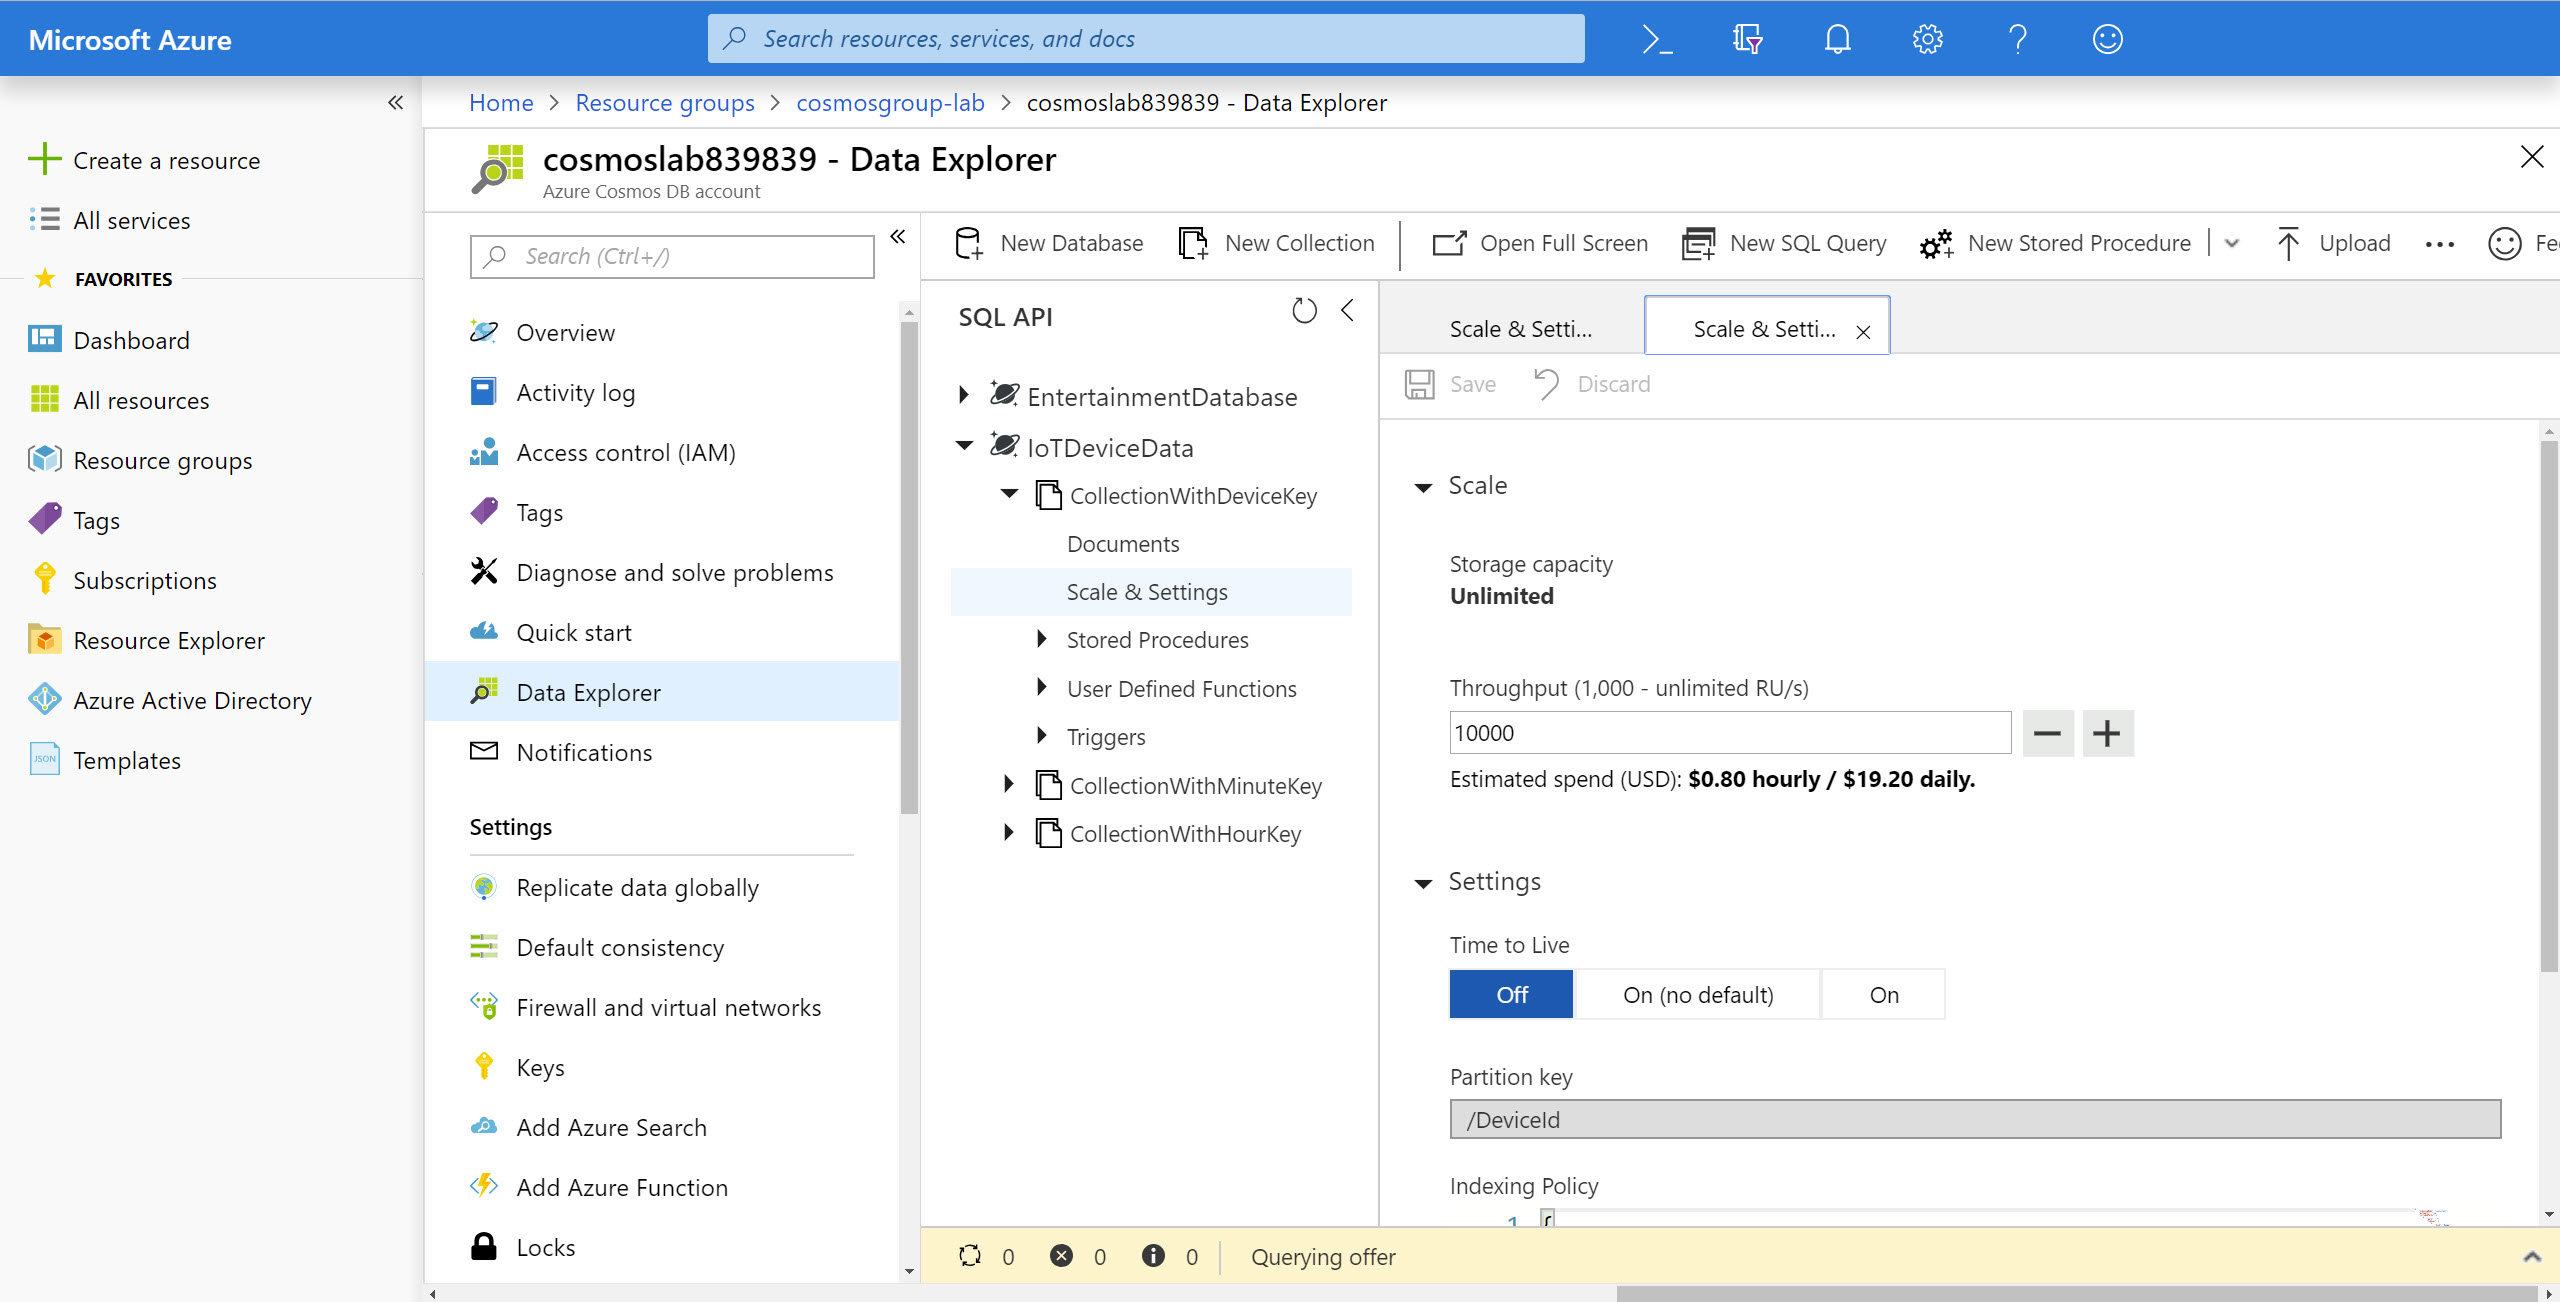 Microsoft Azure
Search resources, services, and docs
Home > Resource groups > cosmosgroup-lab > cosmoslab839839 - Data Explorer
Create a resource
All services
FAVORITES
Dashboard
All resources
Resource groups
Tags
Subscriptions
Resource Explorer
Azure Active Directory
JSON
Templates
cosmoslab839839 - Data Explorer
Azure Cosmos DB account
Search (Ctrl+/)
Overview
Activity log
Access control (IAM)
Tags
Diagnose and solve problems
Quick start
Data Explorer
Notifications
Settings
Replicate data globally
Default consistency
Firewall and virtual networks
Keys
Add Azure Search
Add Azure Function
Locks
New Database
New Collection
Open Full Screen
New SQL Query
New Stored Procedure
Upload
Fe
SQL API
EntertainmentDatabase
IoTDeviceData
CollectionWithDeviceKey
Documents
Scale & Settings
Stored Procedures
User Defined Functions
Triggers
CollectionWithMinuteKey
CollectionWithHourKey
Scale & Setti...
Scale & Setti...
Save
Discard
Scale
Storage capacity
Unlimited
Throughput (1,000 - unlimited RU/s)
10000
Estimated spend (USD): $0.80 hourly / $19.20 daily.
Settings
Time to Live
Off
On (no default)
On
Partition key
/DeviceId
Indexing Policy
1 {
0 0 0 Querying offer